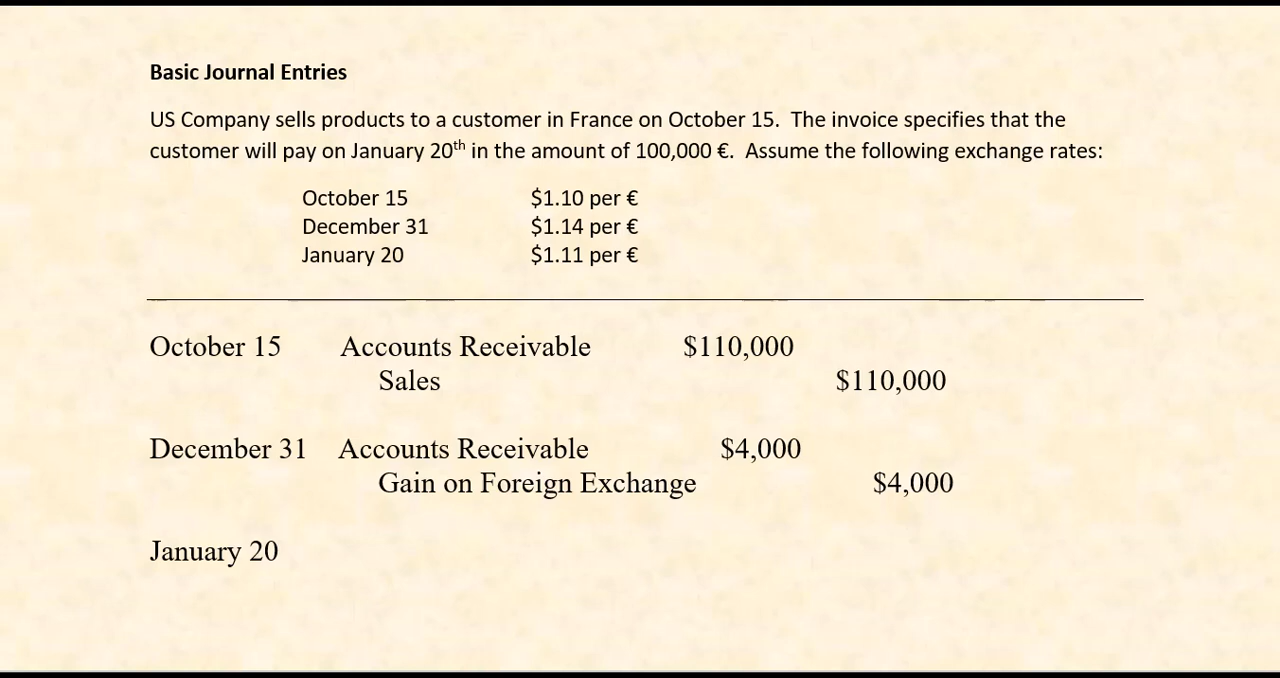 Basic Journal Entries
US Company sells products to a customer in France on October 15.  The invoice specifies that the
customer will pay on January 20th in the amount of 100,000 €.  Assume the following exchange rates:
October 15 $1.10 per €
December 31 $1.14 per €
January 20 $1.11 per €
October 15 Accounts Receivable $110,000
Sales $110,000
December 31 Accounts Receivable $4,000
Gain on Foreign Exchange $4,000
January 20